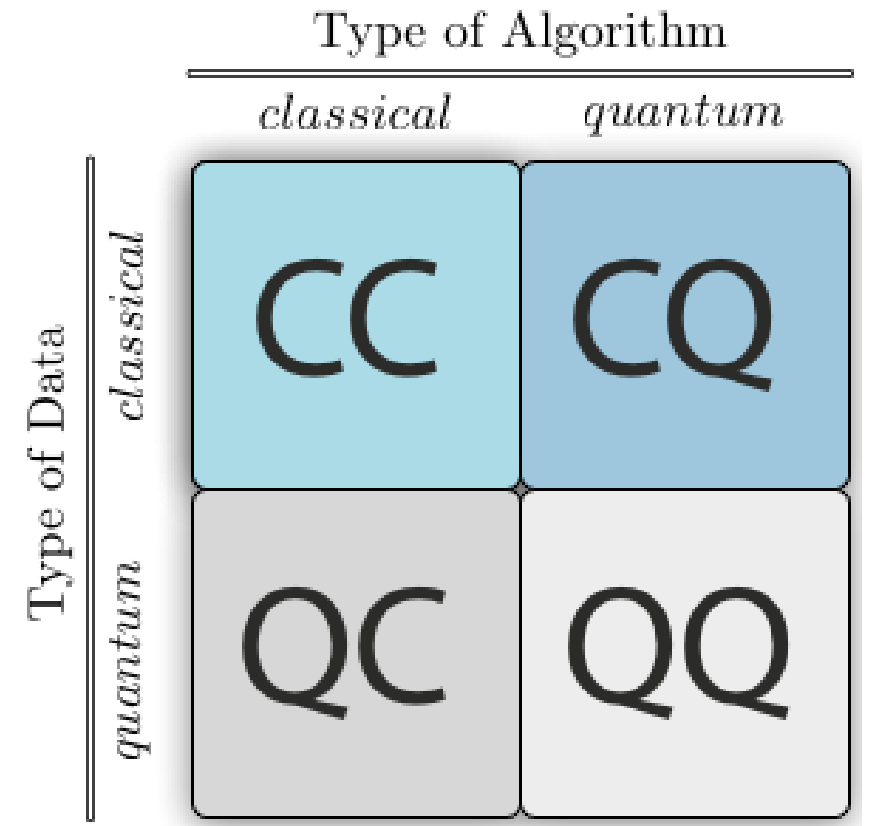 Type of Algorithm
classical quantum
Type of Data
classical
CC CQ
quantum
QC QQ